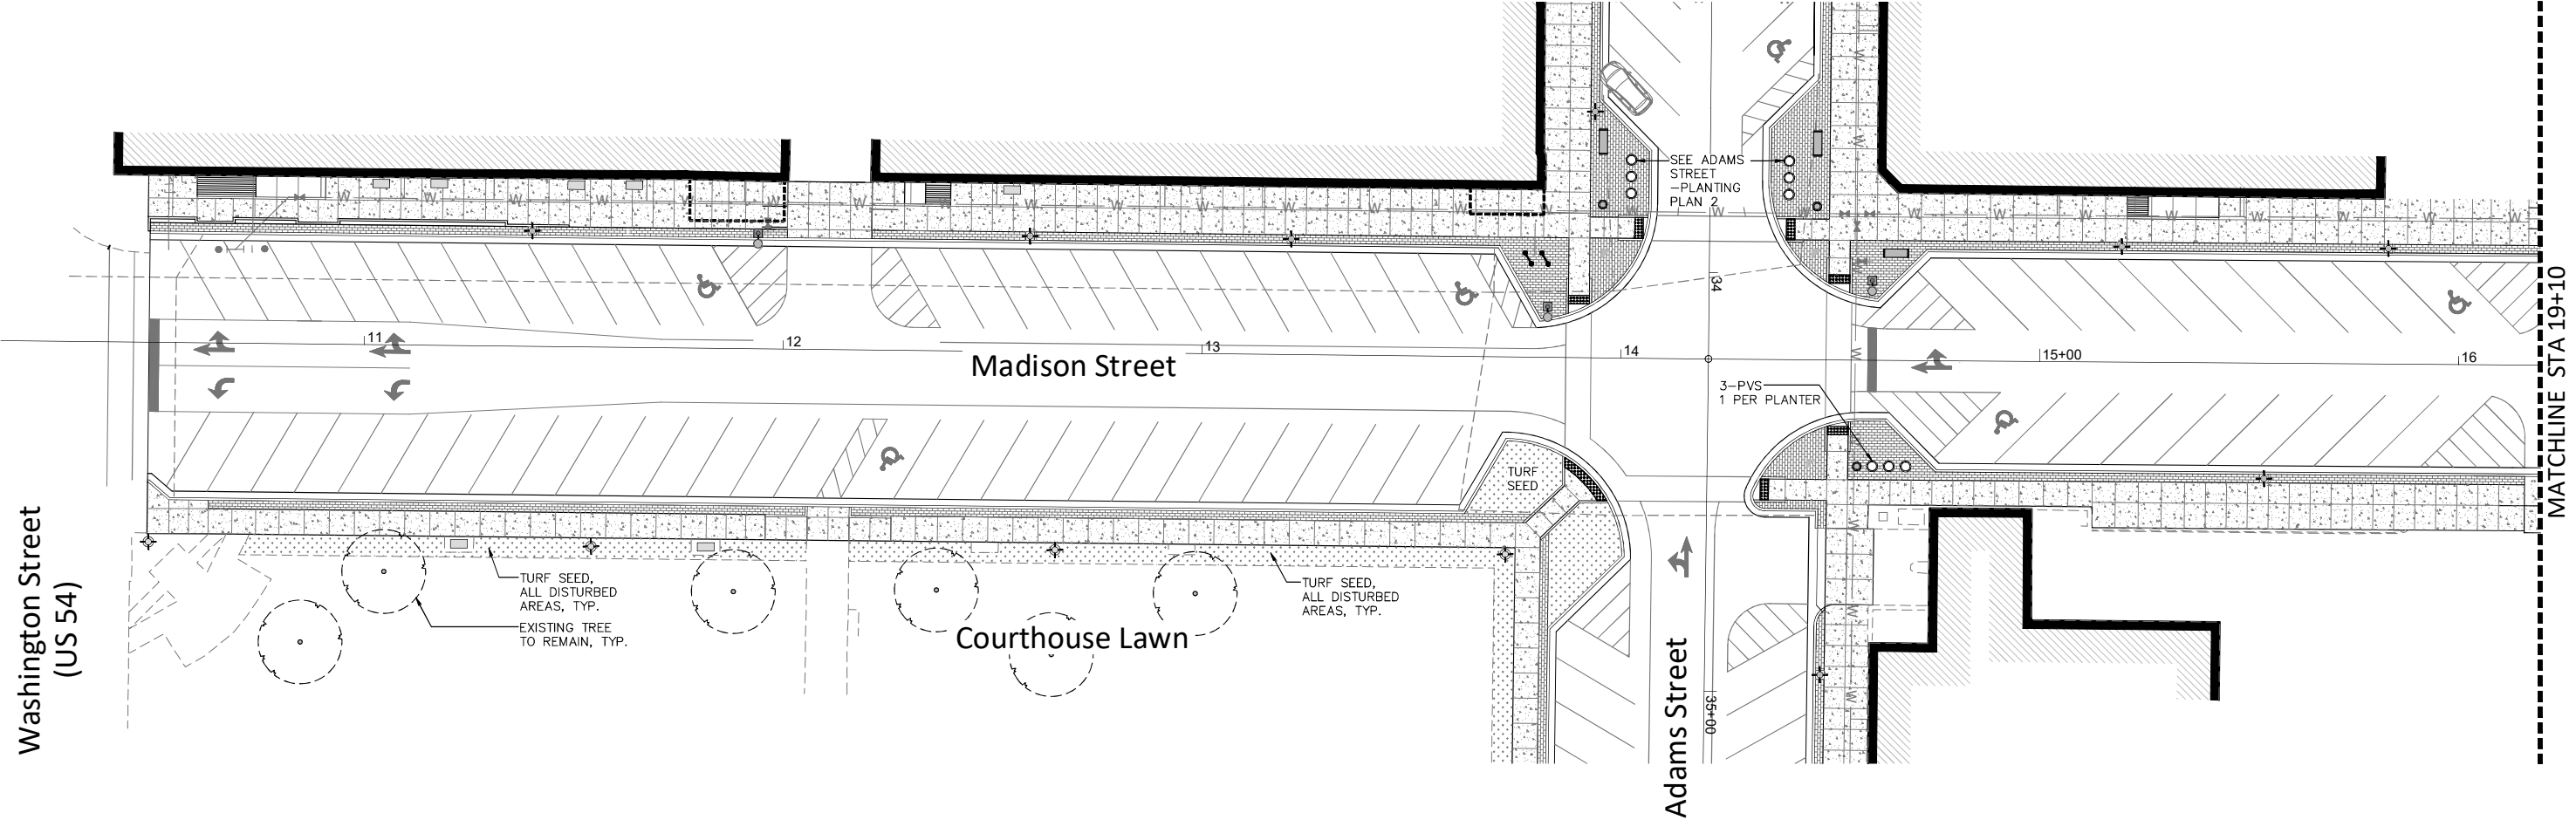 SEE ADAMS
STREET
-PLANTING
PLAN 2
W W W W W W W W W W W W W W W W W W W W W
34
11
12
13
14
15+00
16
Madison Street
3-PVS
1 PER PLANTER
MATCHLINE STA 19+10
TURF
SEED
TURF SEED,
ALL DISTURBED
AREAS, TYP.
EXISTING TREE
TO REMAIN, TYP.
TURF SEED,
ALL DISTURBED
AREAS, TYP.
Courthouse Lawn
Washington Street
(US 54)
Adams Street
35+00